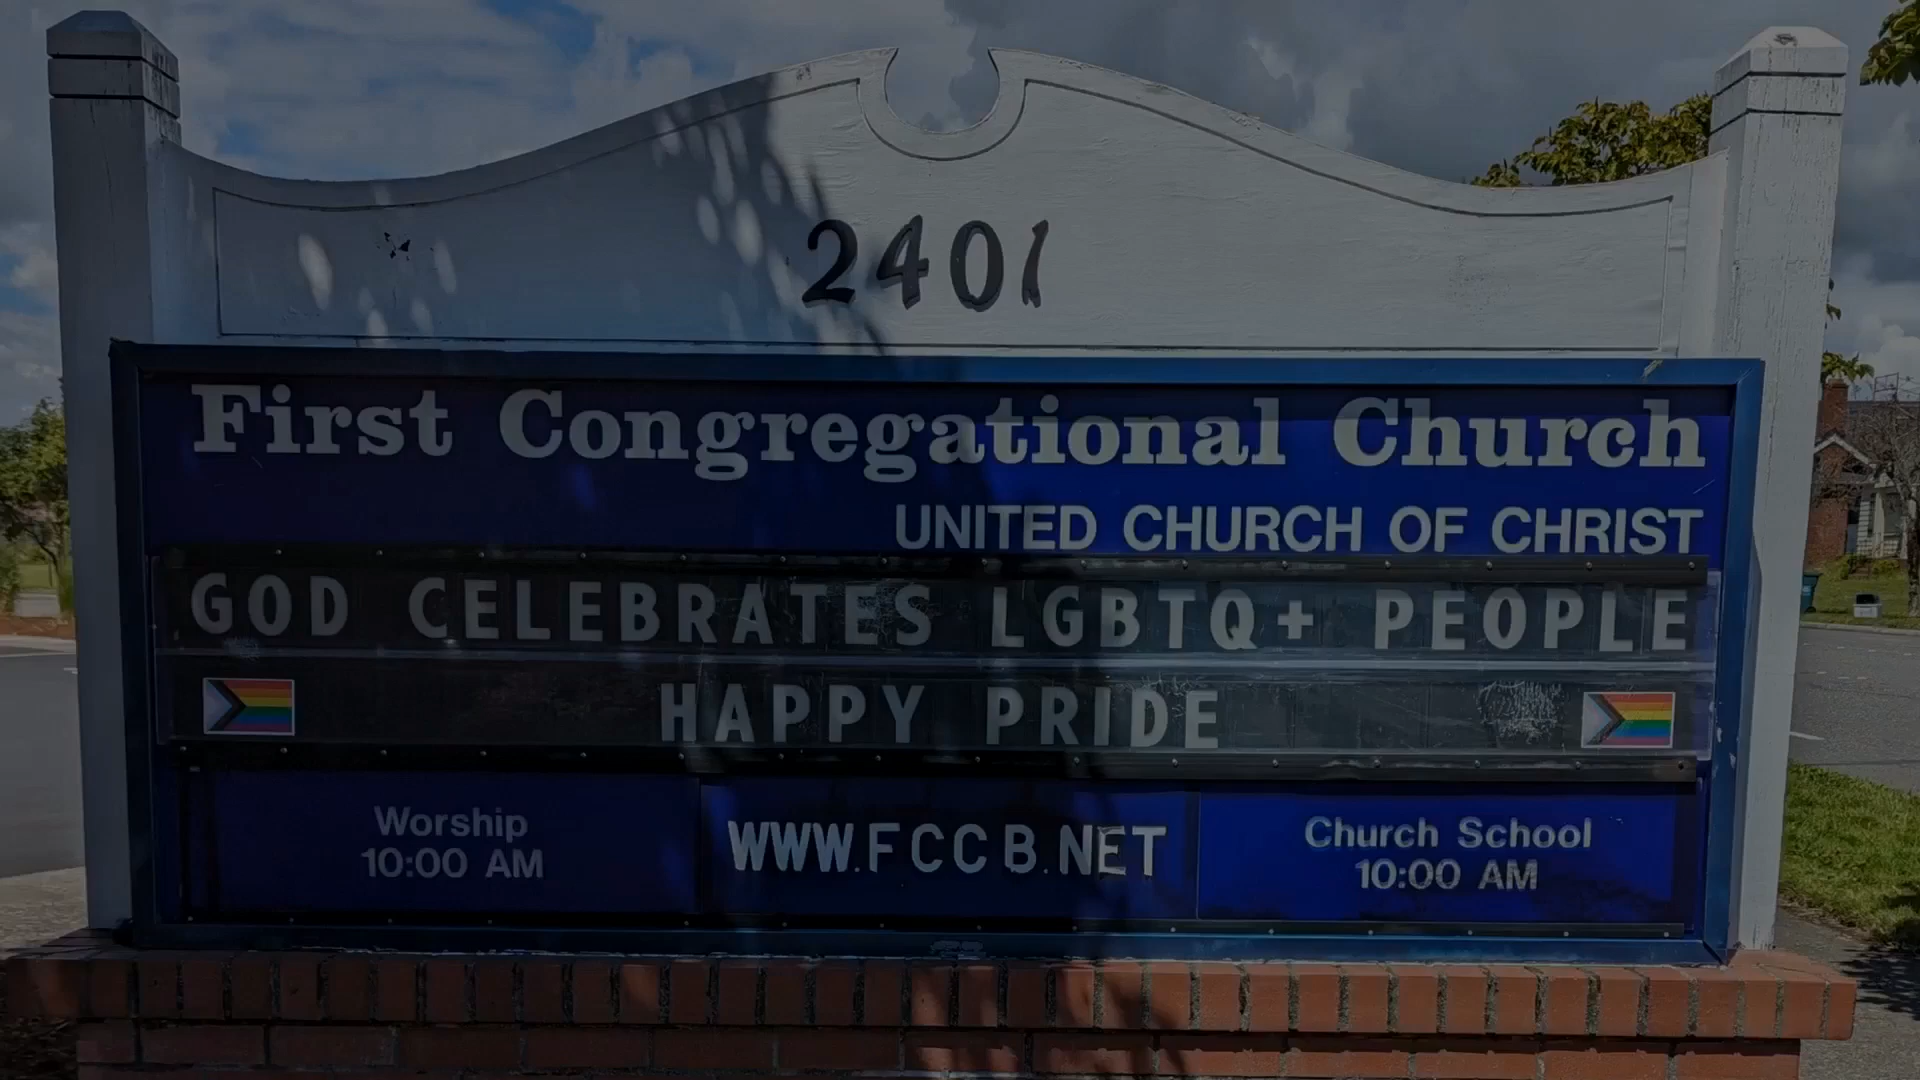 2401
First Congregational Church
UNITED CHURCH OF CHRIST
GOD CELEBRATES LGBTQ+ PEOPLE
HAPPY PRIDE
Worship
10:00 AM
WWW.FCCB.NET
Church School
10:00 AM